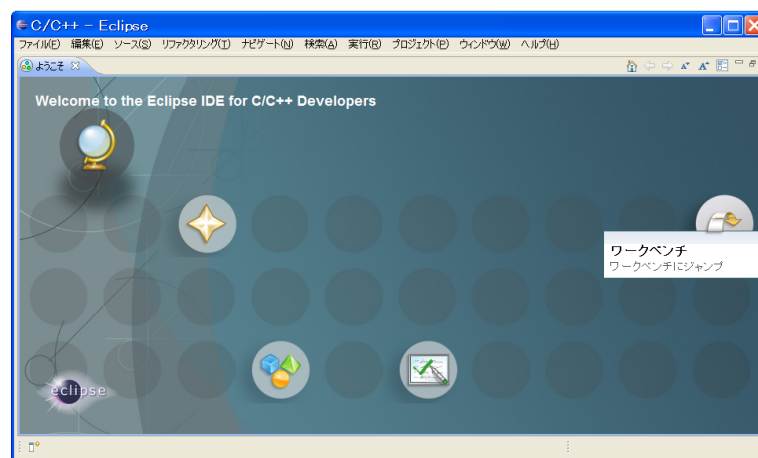 C/C++ - Eclipse
ファイル(F) 編集(E) ソース(S) リファクタリング(T) ナビゲート(N) 検索(A) 実行(R) プロジェクト(P) ウィンドウ(W) ヘルプ(H)
ようこそ
Welcome to the Eclipse IDE for C/C++ Developers
ワークベンチ
ワークベンチにジャンプ
eclipse